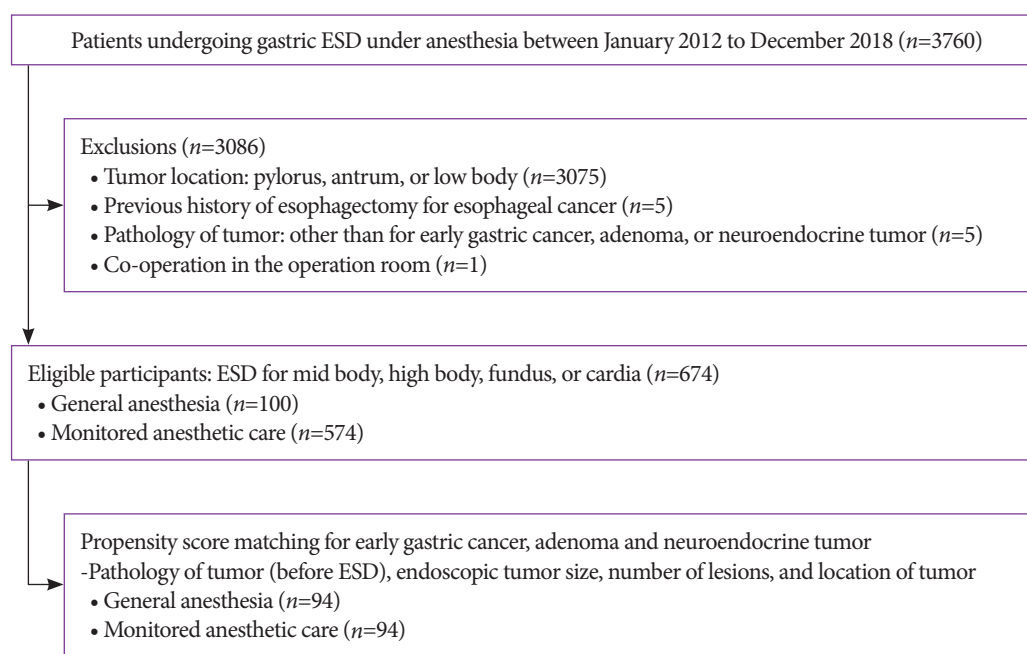 Patients undergoing gastric ESD under anesthesia between January 2012 to December 2018 (n=3760)
Exclusions (n=3086)
• Tumor location: pylorus, antrum, or low body (n=3075)
• Previous history of esophagectomy for esophageal cancer (n=5)
• Pathology of tumor: other than for early gastric cancer, adenoma, or neuroendocrine tumor (n=5)
• Co-operation in the operation room (n=1)
Eligible participants: ESD for mid body, high body, fundus, or cardia (n=674)
• General anesthesia (n=100)
• Monitored anesthetic care (n=574)
Propensity score matching for early gastric cancer, adenoma and neuroendocrine tumor
-Pathology of tumor (before ESD), endoscopic tumor size, number of lesions, and location of tumor
• General anesthesia (n=94)
• Monitored anesthetic care (n=94)